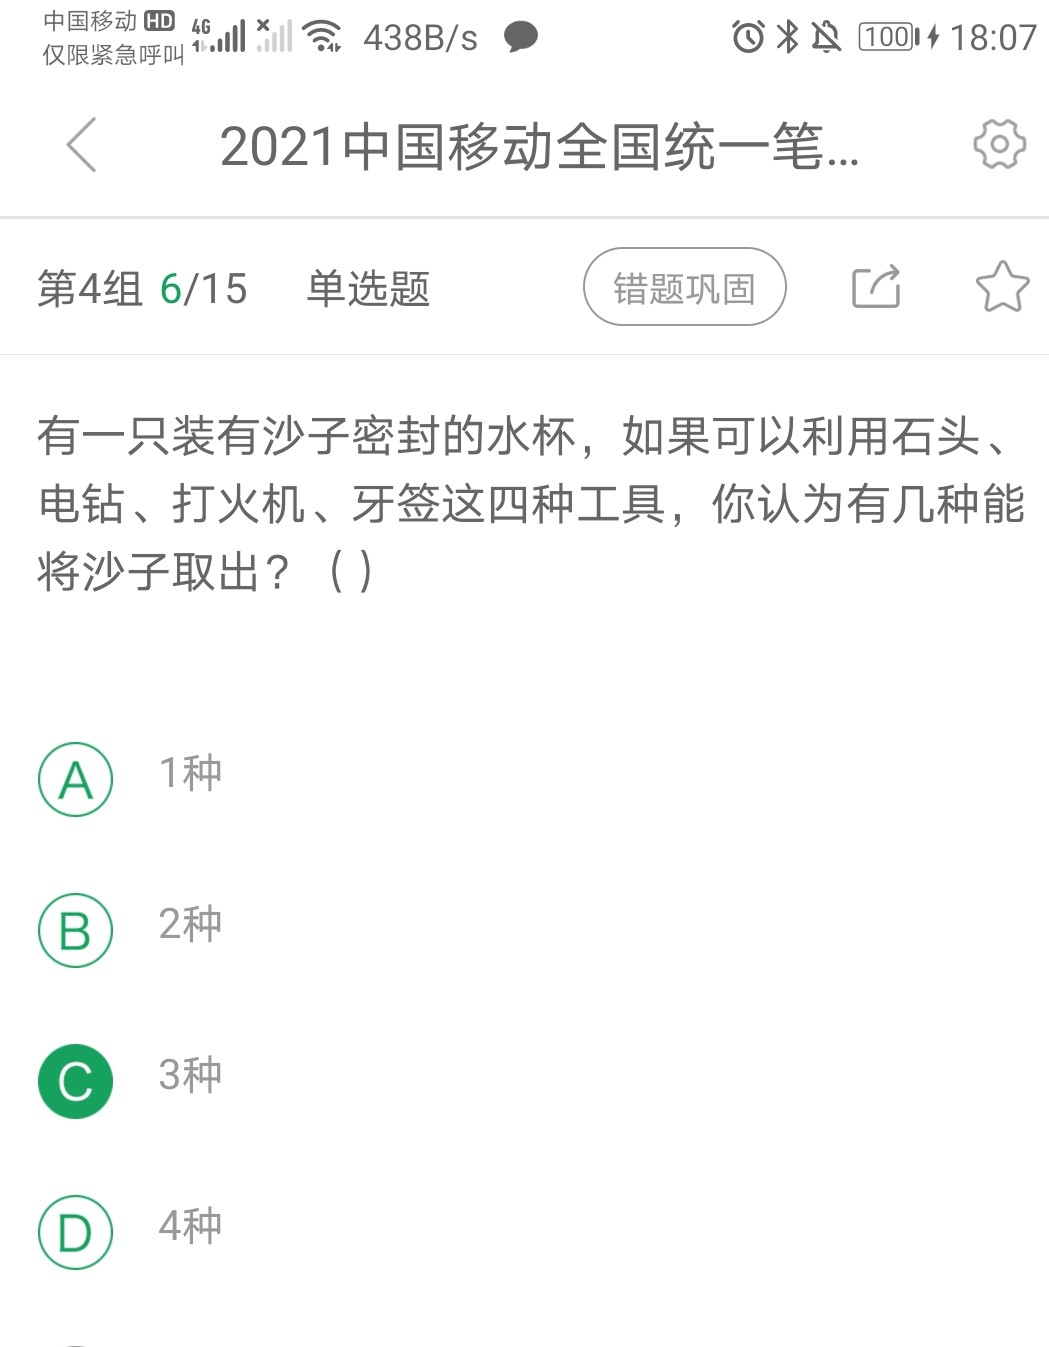 中国移动 HD 4G 438B/s 100 18:07
仅限紧急呼叫
2021中国移动全国统一笔...
第4组 6/15 单选题 错题巩固
有一只装有沙子密封的水杯，如果可以利用石头、
电钻、打火机、牙签这四种工具，你认为有几种能
将沙子取出？（）
A 1种
B 2种
C 3种
D 4种